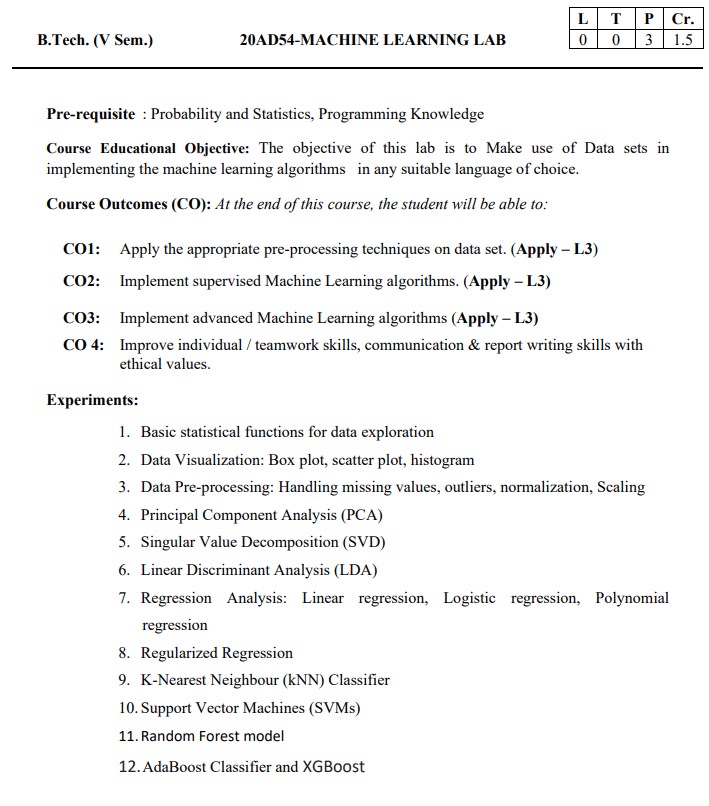 L T P Cr.
B.Tech. (V Sem.) 20AD54-MACHINE LEARNING LAB 0 0 3 1.5
Pre-requisite : Probability and Statistics, Programming Knowledge
Course Educational Objective: The objective of this lab is to Make use of Data sets in
implementing the machine learning algorithms in any suitable language of choice.
Course Outcomes (CO): At the end of this course, the student will be able to:
CO1: Apply the appropriate pre-processing techniques on data set. (Apply – L3)
CO2: Implement supervised Machine Learning algorithms. (Apply – L3)
CO3: Implement advanced Machine Learning algorithms (Apply – L3)
CO 4: Improve individual / teamwork skills, communication & report writing skills with
ethical values.
Experiments:
1. Basic statistical functions for data exploration
2. Data Visualization: Box plot, scatter plot, histogram
3. Data Pre-processing: Handling missing values, outliers, normalization, Scaling
4. Principal Component Analysis (PCA)
5. Singular Value Decomposition (SVD)
6. Linear Discriminant Analysis (LDA)
7. Regression Analysis: Linear regression, Logistic regression, Polynomial
regression
8. Regularized Regression
9. K-Nearest Neighbour (kNN) Classifier
10. Support Vector Machines (SVMs)
11. Random Forest model
12. AdaBoost Classifier and XGBoost